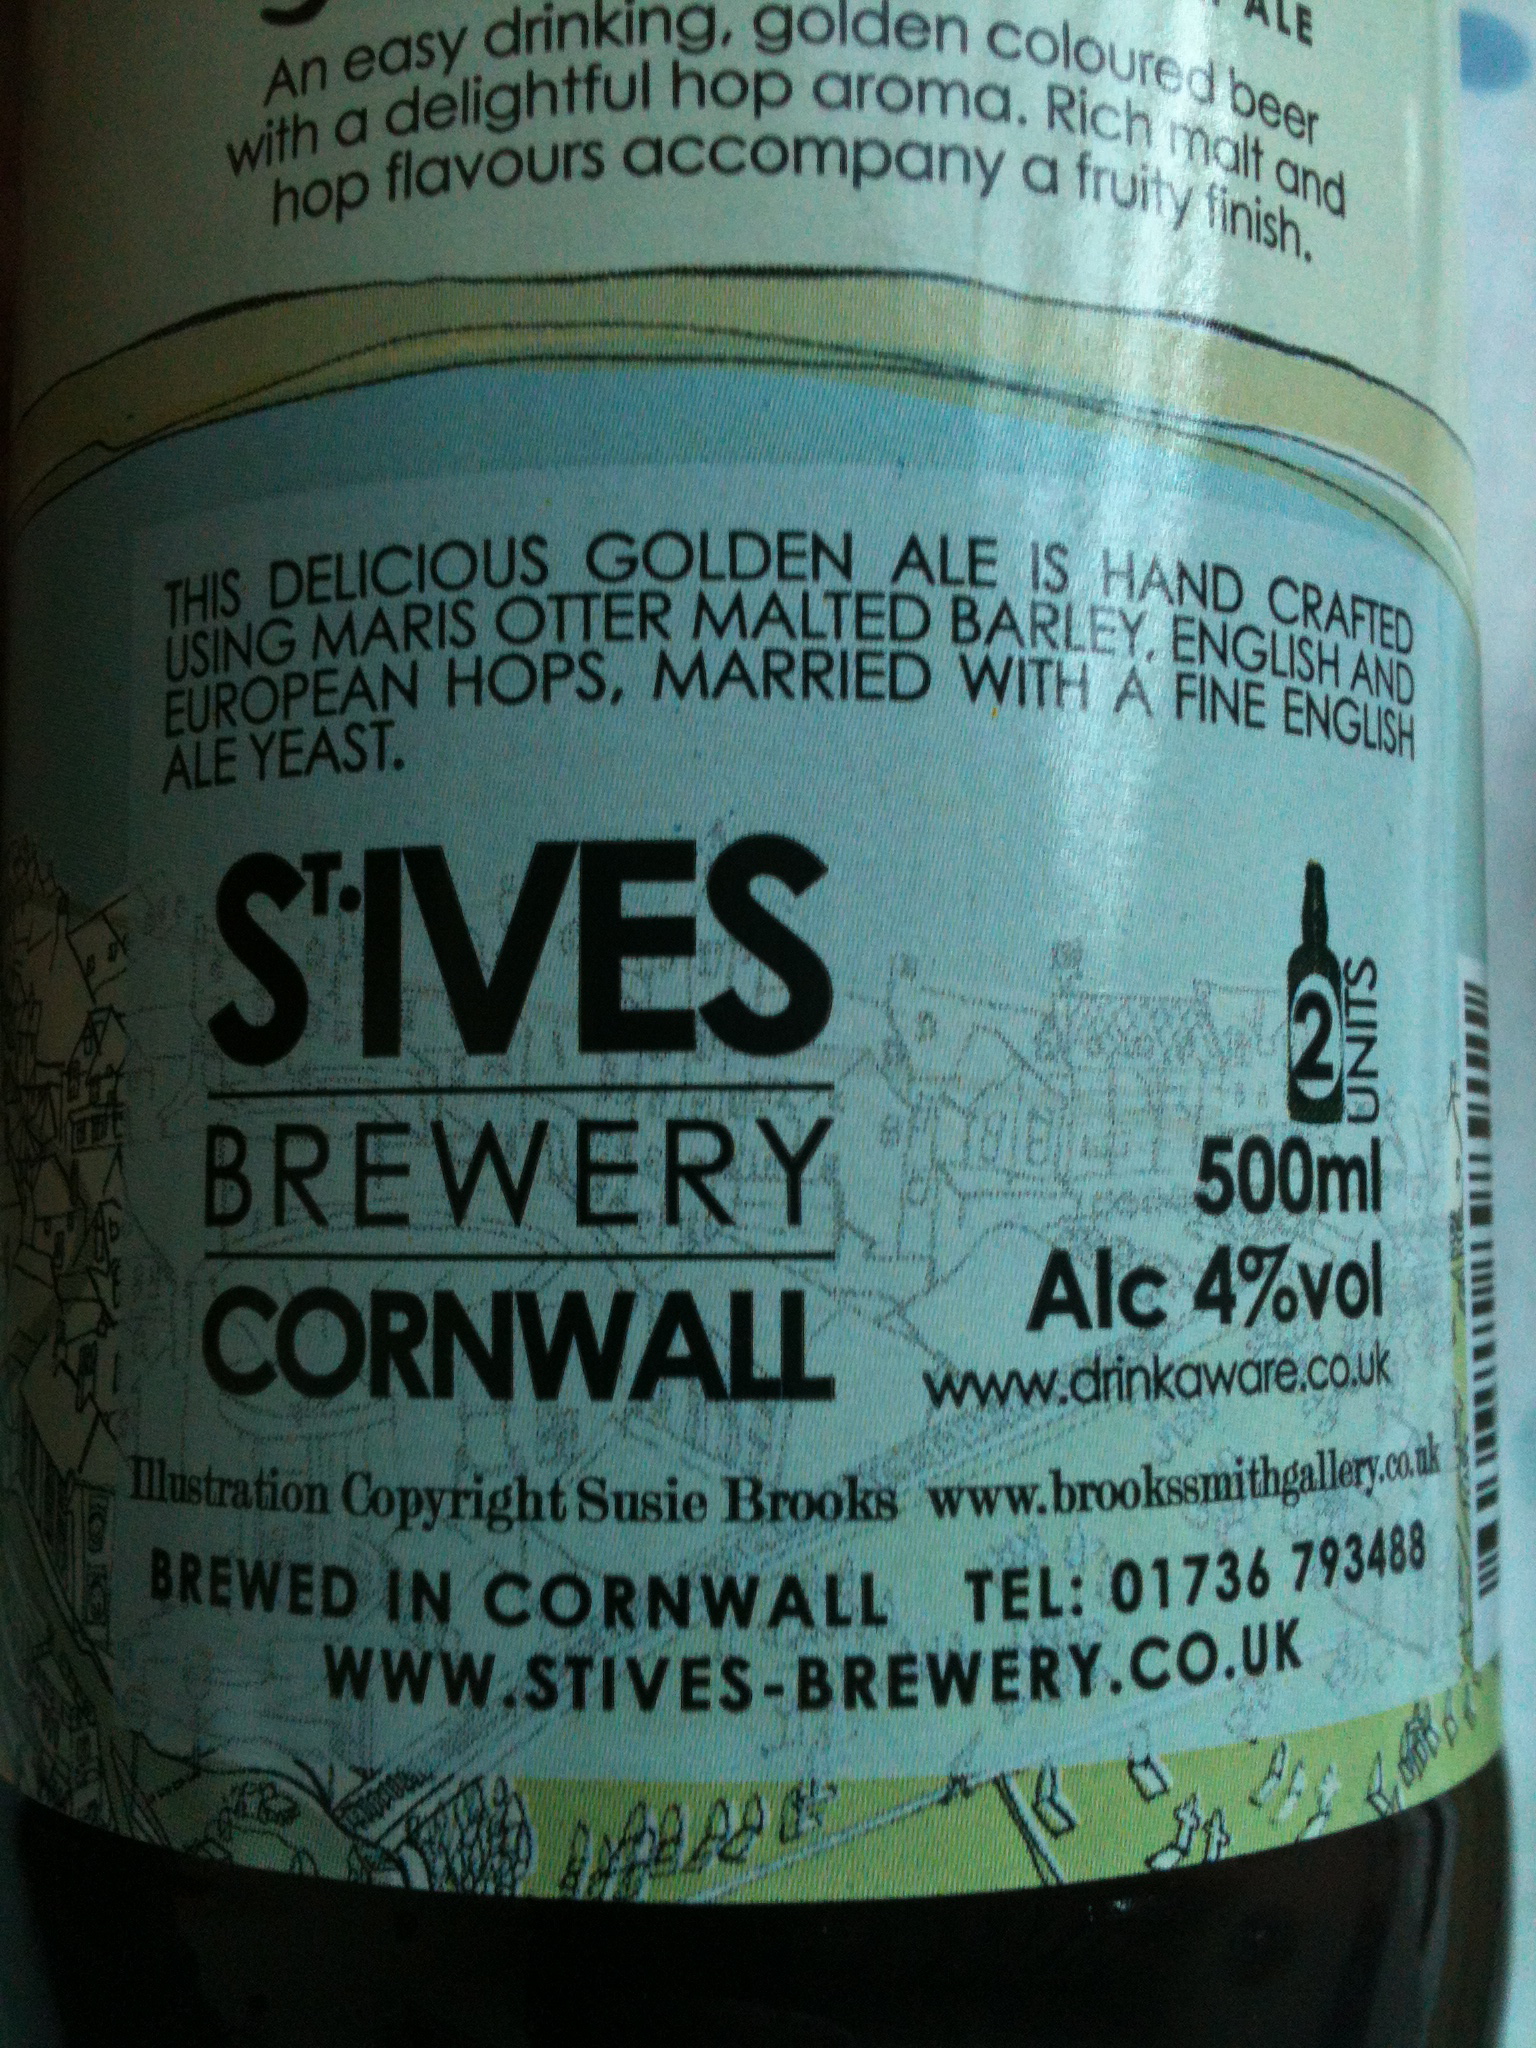 ALE
An easy drinking, golden coloured beer
with a delightful hop aroma. Rich malt and
hop flavours accompany a fruity finish.
THIS DELICIOUS GOLDEN ALE IS HAND CRAFTED
USING MARIS OTTER MALTED BARLEY, ENGLISH AND
EUROPEAN HOPS, MARRIED WITH A FINE ENGLISH
ALE YEAST.
ST. IVES
BREWERY
CORNWALL
2
UNITS
500ml
Alc 4%vol
www.drinkaware.co.uk
Illustration Copyright Susie Brooks www.brookssmithgallery.co.uk
BREWED IN CORNWALL TEL: 01736 793488
WWW.STIVES-BREWERY.CO.UK